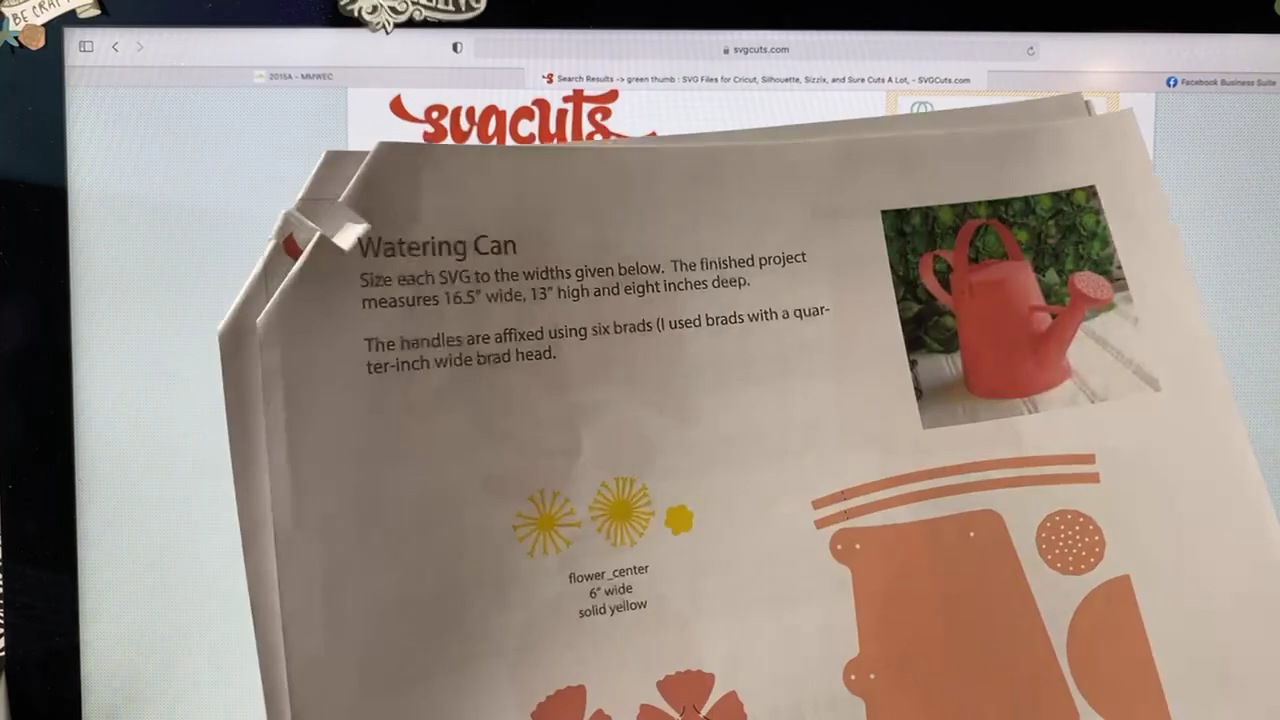 BE CRAF
svgcuts.com
2015A - MMWEC
Search Results -> green thumb : SVG Files for Cricut, Silhouette, Sizzix, and Sure Cuts A Lot, - SVGCuts.com
Facebook Business Suite
svgcuts
Watering Can
Size each SVG to the widths given below. The finished project
measures 16.5" wide, 13" high and eight inches deep.
The handles are affixed using six brads (I used brads with a quar-
ter-inch wide brad head.
flower_center
6" wide
solid yellow